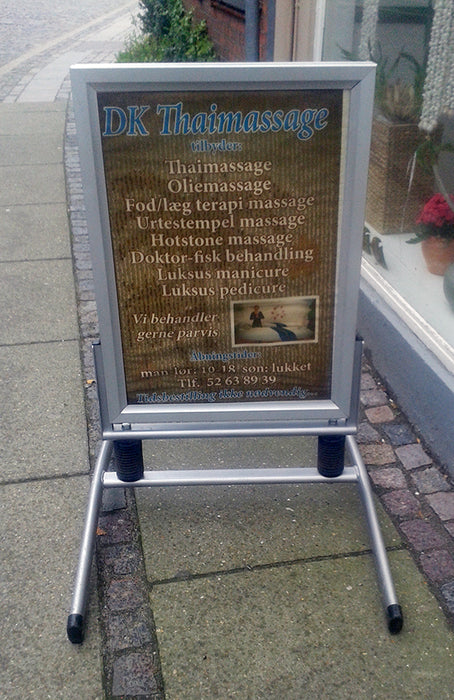 DK Thaimassage
tilbyder:
Thaimassage
Oliemassage
Fod/læg terapi massage
Urtestempel massage
Hotstone massage
Doktor-fisk behandling
Luksus manicure
Luksus pedicure
Vi behandler
gerne parvis
Åbningstider:
man-lør: 10-18 søn: lukket
Tlf. 52 63 89 39
Tidsbestilling ikke nødvendig...